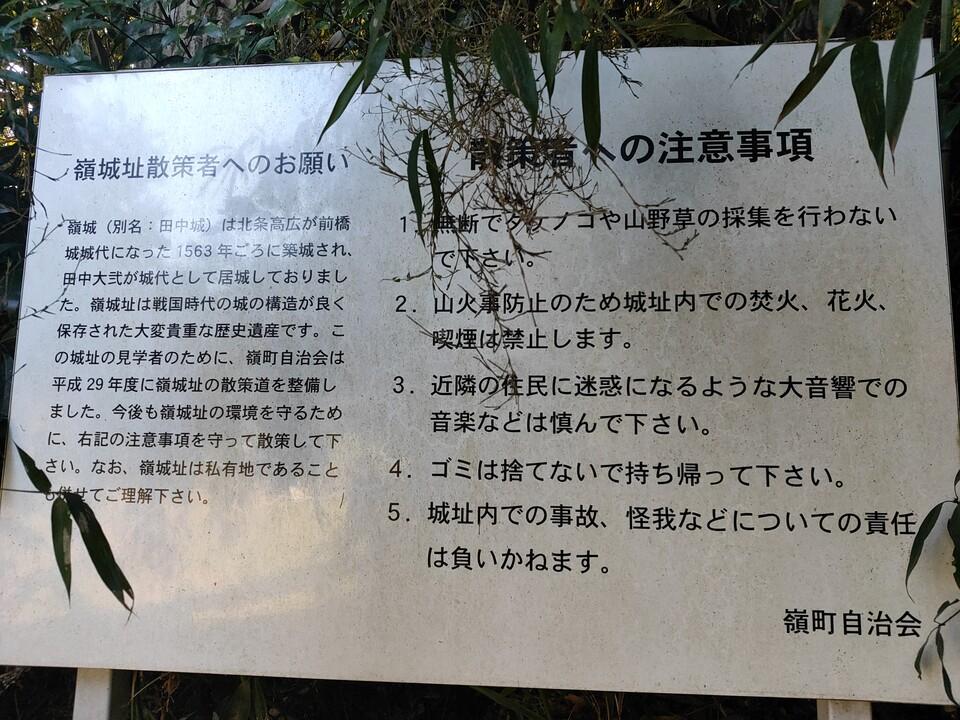 嶺城址散策者へのお願い
嶺城（別名：田中城）は北条高広が前橋
城城代になった 1563 年ごろに築城され、
田中大弐が城代として居城しておりまし
た。嶺城址は戦国時代の城の構造が良く
保存された大変貴重な歴史遺産です。こ
の城址の見学者のために、嶺町自治会は
平成 29 年度に嶺城址の散策道を整備し
ました。今後も嶺城址の環境を守るため
に、右記の注意事項を守って散策して下
さい。なお、嶺城址は私有地であること
も併せてご理解下さい。
散策者への注意事項
1. 無断でタケノコや山野草の採集を行わない
で下さい。
2. 山火事防止のため城址内での焚火、花火、
喫煙は禁止します。
3. 近隣の住民に迷惑になるような大音響での
音楽などは慎んで下さい。
4. ゴミは捨てないで持ち帰って下さい。
5. 城址内での事故、怪我などについての責任
は負いかねます。
嶺町自治会